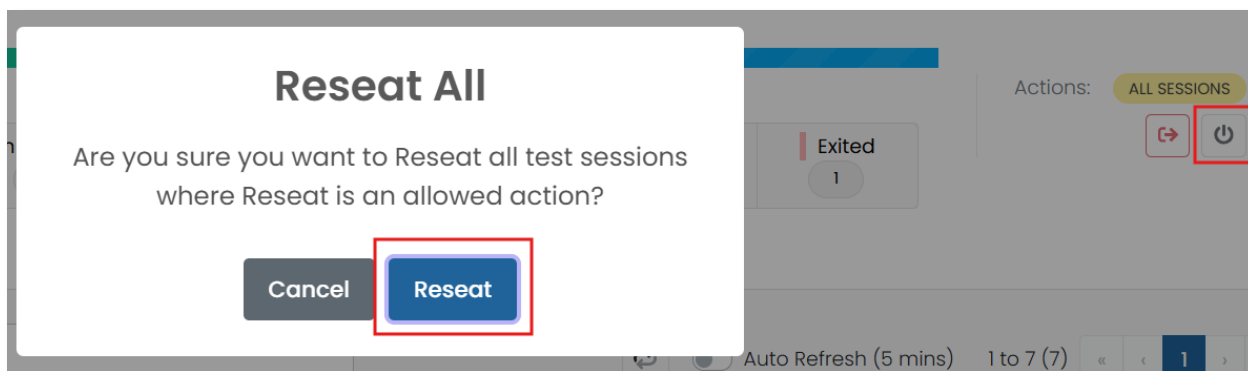 Reseat All
Are you sure you want to Reseat all test sessions
where Reseat is an allowed action?
Cancel
Reseat
Actions:
ALL SESSIONS
Exited
1
Auto Refresh (5 mins)
1 to 7 (7)
«
‹
1
›